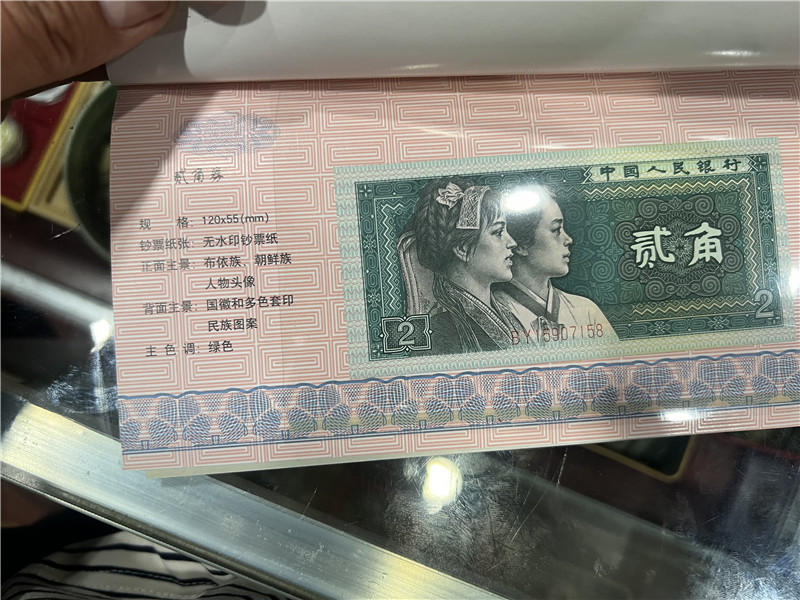 贰角券
规 格: 120x55(mm)
钞票纸张: 无水印钞票纸
正面主景: 布依族、朝鲜族
人物头像
背面主景: 国徽和多色套印
民族图案
主 色 调: 绿色
中国人民银行
贰角
2
2
BY15907158